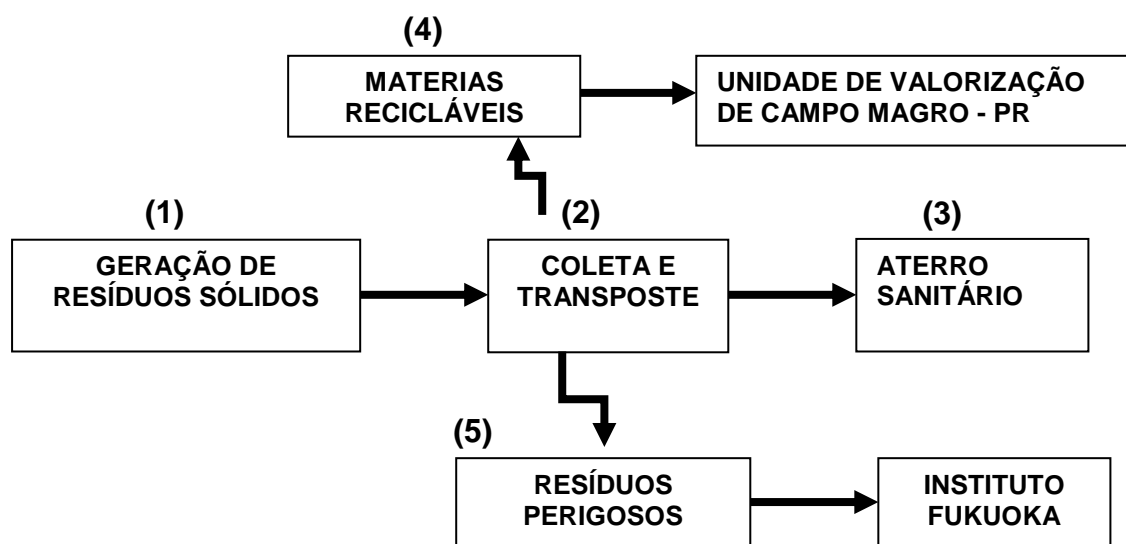 (4)
MATERIAS
RECICLÁVEIS
UNIDADE DE VALORIZAÇÃO
DE CAMPO MAGRO - PR
(1)
GERAÇÃO DE
RESÍDUOS SÓLIDOS
(2)
COLETA E
TRANSPOSTE
(3)
ATERRO
SANITÁRIO
(5)
RESÍDUOS
PERIGOSOS
INSTITUTO
FUKUOKA